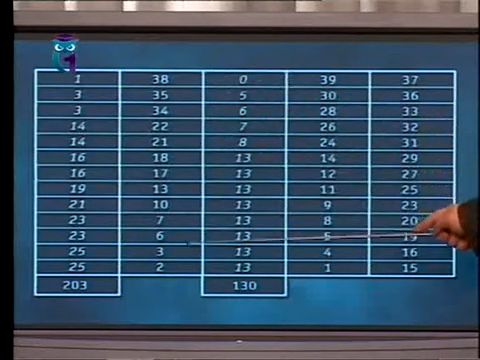 1 38 0 39 37
3 35 5 30 36
3 34 6 28 33
14 22 7 26 32
14 21 8 24 31
16 18 13 14 29
16 17 13 12 27
19 13 13 11 25
21 10 13 9 23
23 7 13 8 20
23 6 13 5 19
25 3 13 4 16
25 2 13 1 15
203 130